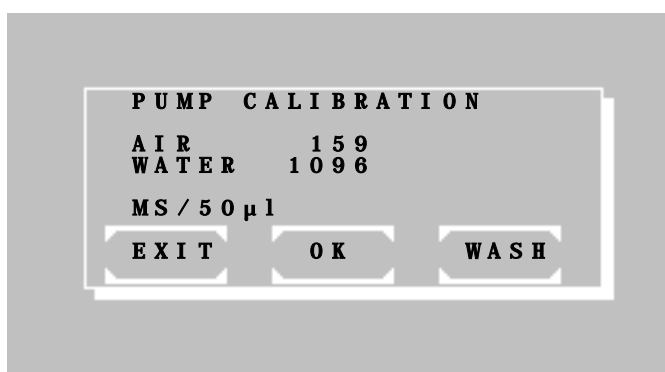 PUMP CALIBRATION
AIR 159
WATER 1096
MS/50µl
EXIT OK WASH